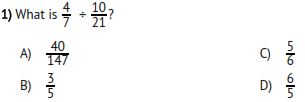 1) What is 4/7 ÷ 10/21?
A) 40/147
C) 5/6
B) 3/5
D) 6/5